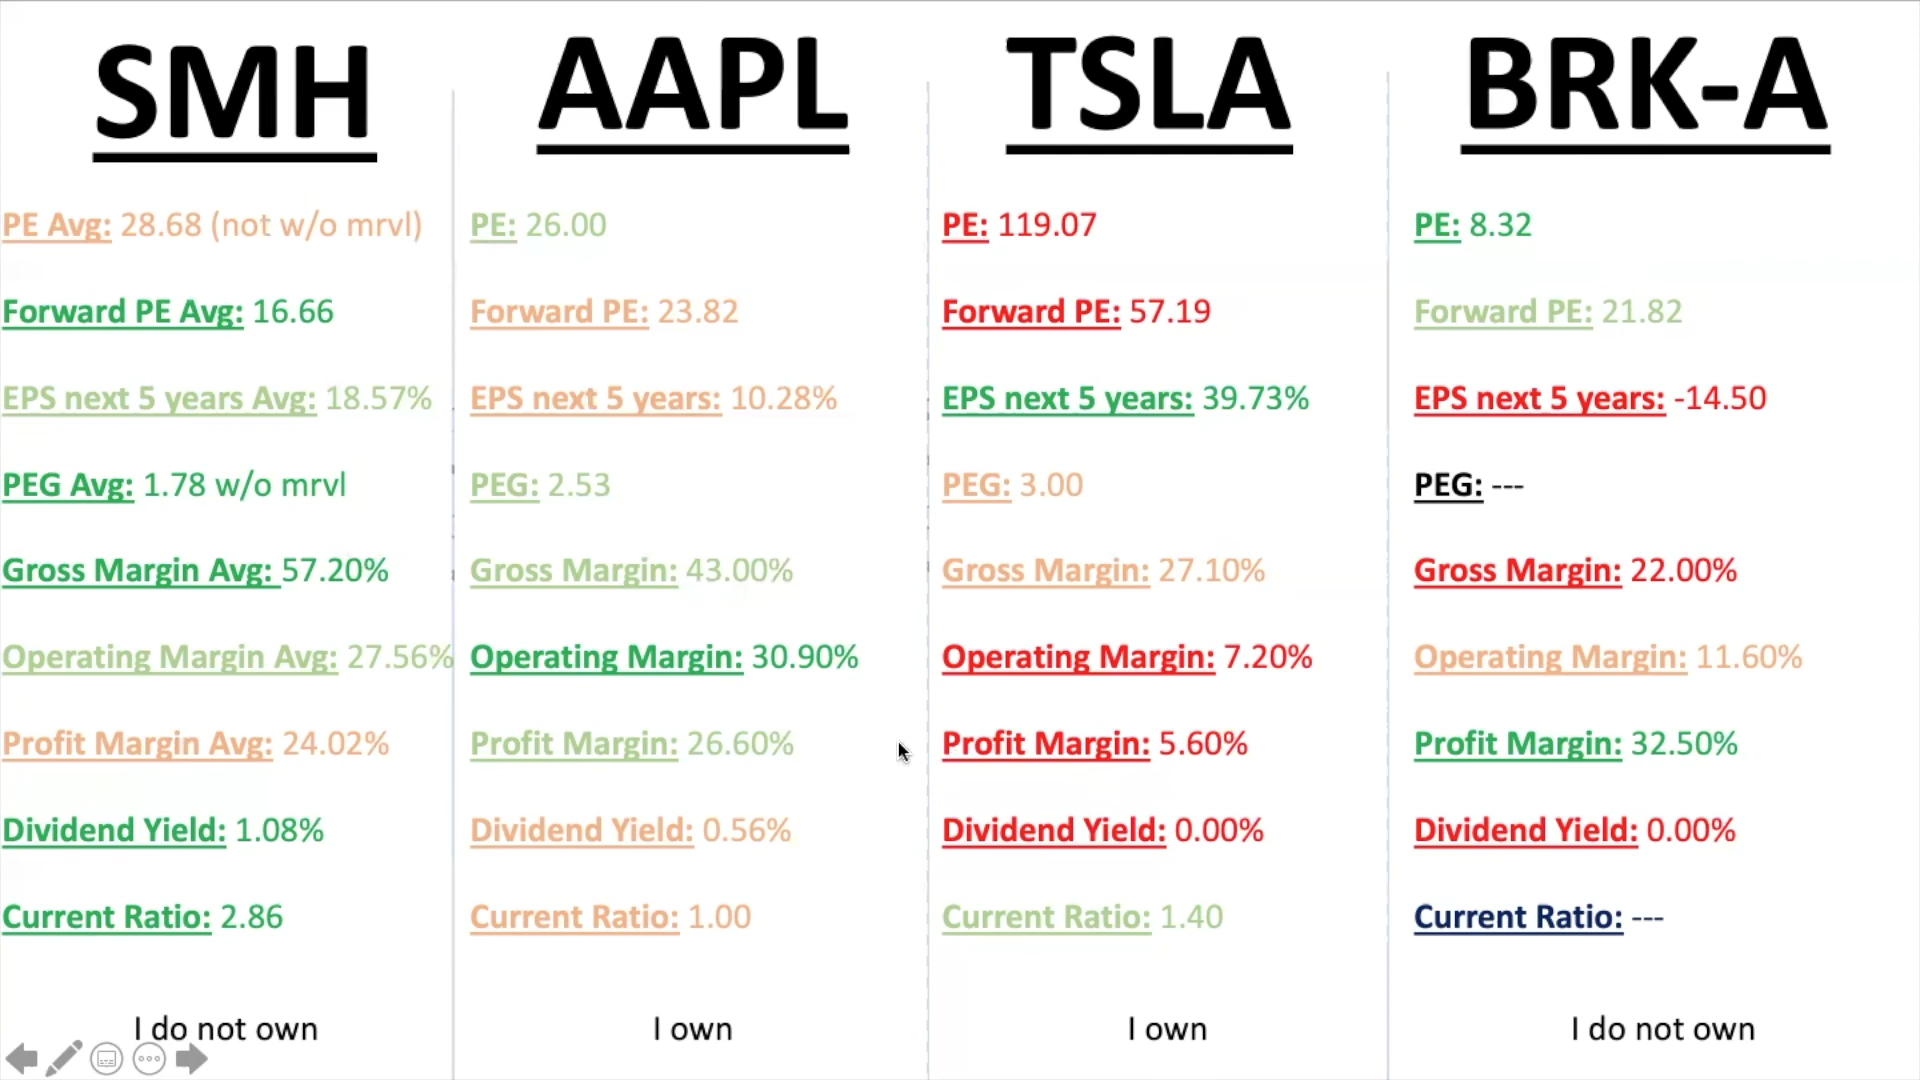 SMH
PE Avg: 28.68 (not w/o mrvl)
Forward PE Avg: 16.66
EPS next 5 years Avg: 18.57%
PEG Avg: 1.78 w/o mrvl
Gross Margin Avg: 57.20%
Operating Margin Avg: 27.56%
Profit Margin Avg: 24.02%
Dividend Yield: 1.08%
Current Ratio: 2.86
I do not own
AAPL
PE: 26.00
Forward PE: 23.82
EPS next 5 years: 10.28%
PEG: 2.53
Gross Margin: 43.00%
Operating Margin: 30.90%
Profit Margin: 26.60%
Dividend Yield: 0.56%
Current Ratio: 1.00
I own
TSLA
PE: 119.07
Forward PE: 57.19
EPS next 5 years: 39.73%
PEG: 3.00
Gross Margin: 27.10%
Operating Margin: 7.20%
Profit Margin: 5.60%
Dividend Yield: 0.00%
Current Ratio: 1.40
I own
BRK-A
PE: 8.32
Forward PE: 21.82
EPS next 5 years: -14.50
PEG: ---
Gross Margin: 22.00%
Operating Margin: 11.60%
Profit Margin: 32.50%
Dividend Yield: 0.00%
Current Ratio: ---
I do not own